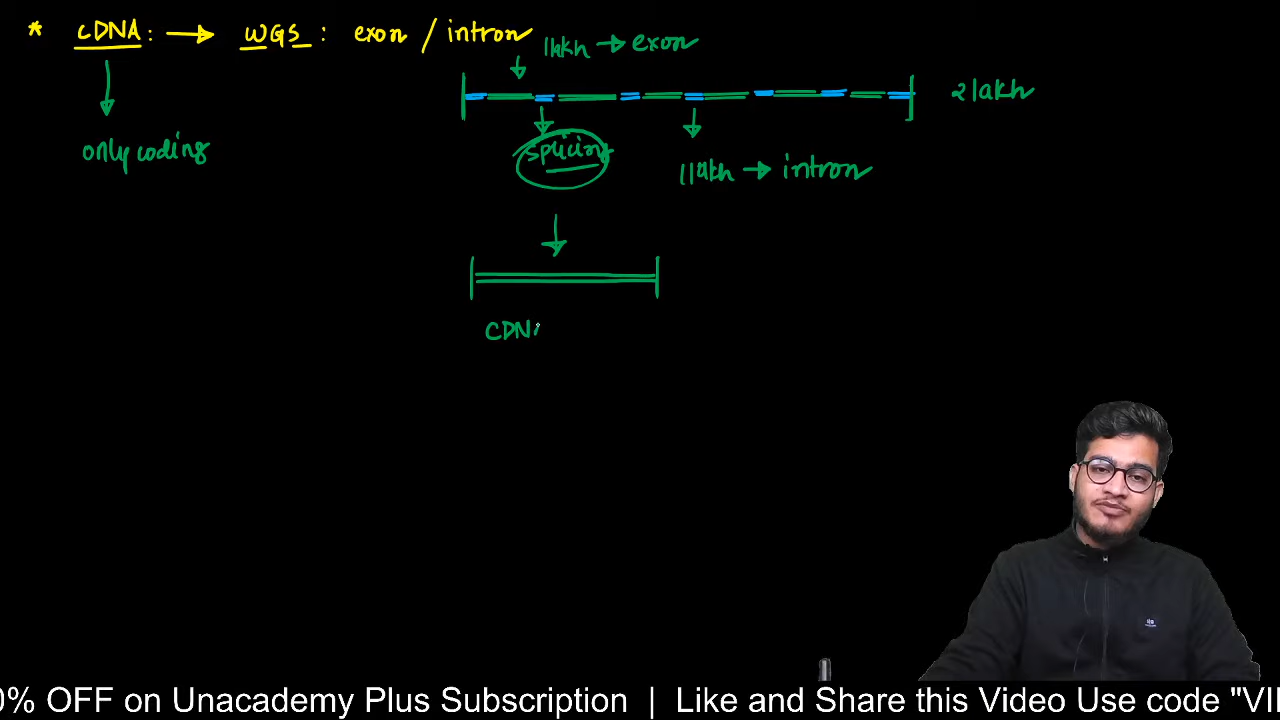 * cDNA : → WGS : exon / intron
1lakh → exon
2lakh
only coding
splicing
1lakh → intron
CDN
0% OFF on Unacademy Plus Subscription | Like and Share this Video Use code "VI